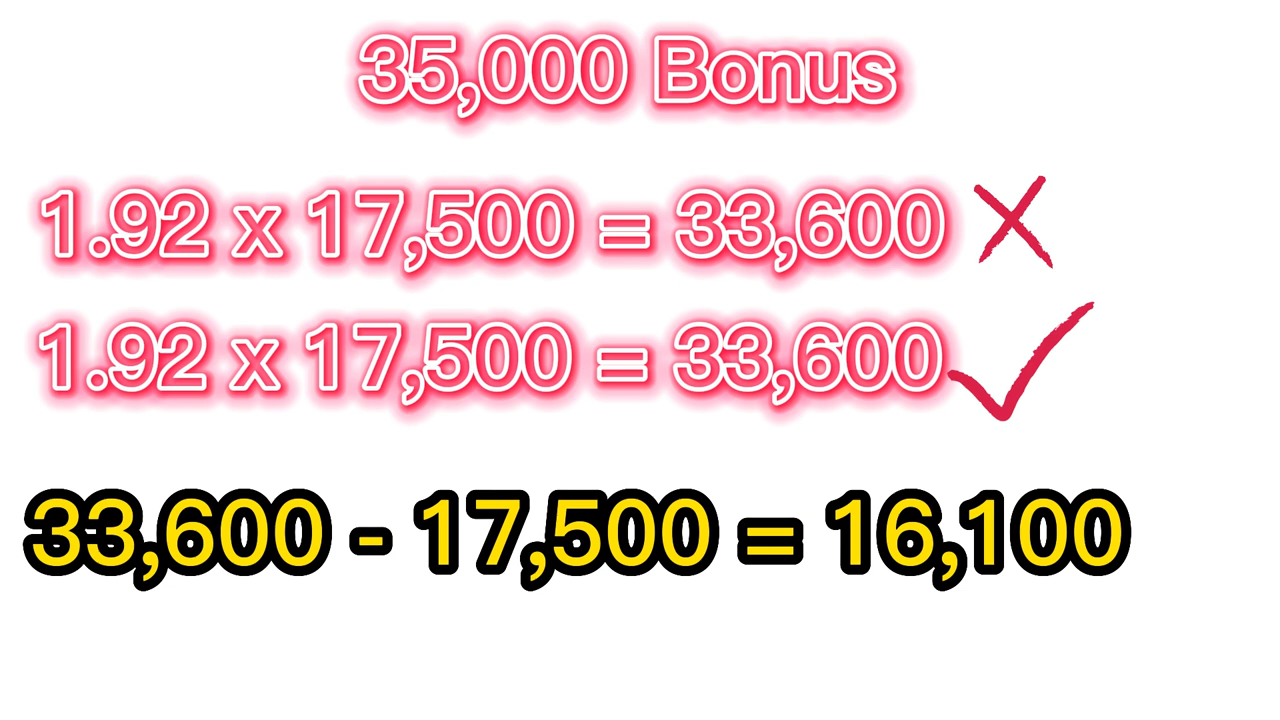 35,000 Bonus
1.92 x 17,500 = 33,600
1.92 x 17,500 = 33,600
33,600 - 17,500 = 16,100